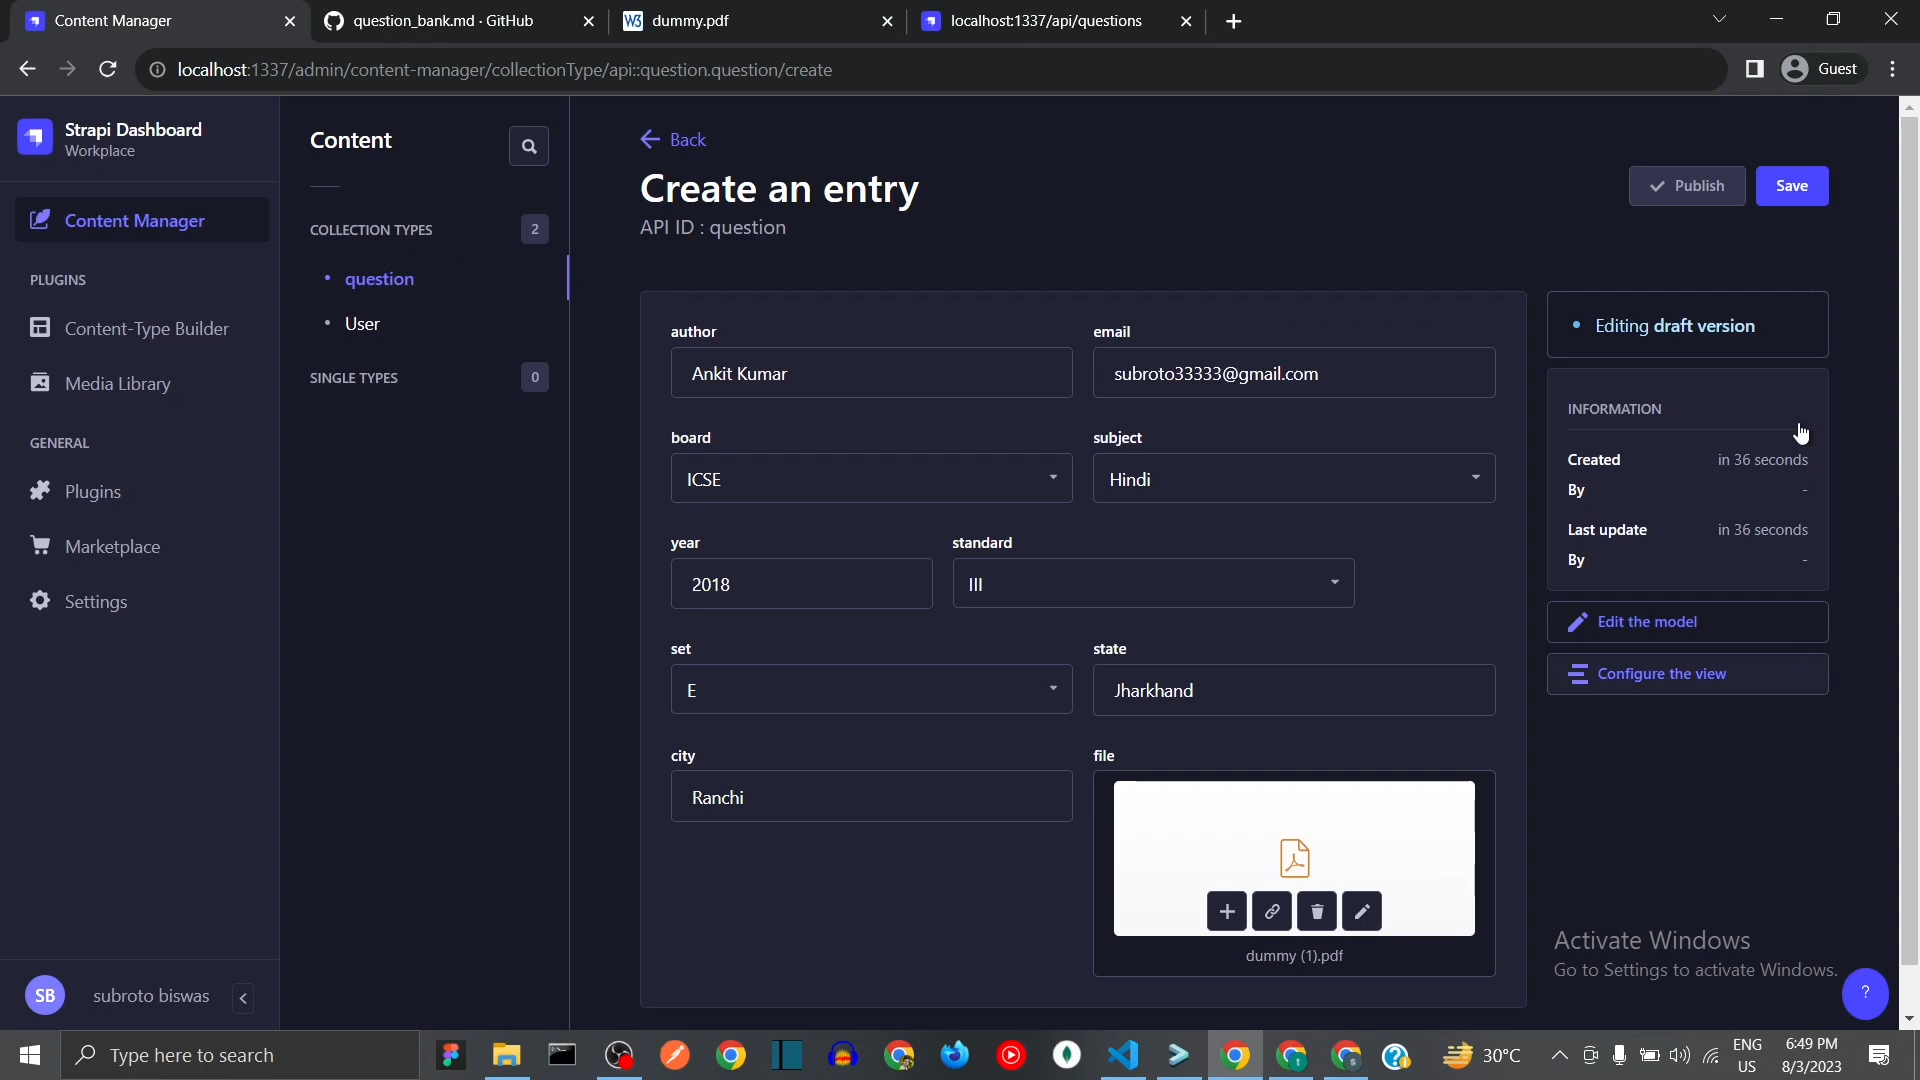 Content Manager
question_bank.md · GitHub
W3 dummy.pdf
localhost:1337/api/questions
localhost:1337/admin/content-manager/collectionType/api::question.question/create
Guest
Strapi Dashboard
Workplace
Content Manager
PLUGINS
Content-Type Builder
Media Library
GENERAL
Plugins
Marketplace
Settings
SB subroto biswas
Content
COLLECTION TYPES 2
question
User
SINGLE TYPES 0
Back
Create an entry
API ID : question
Publish
Save
author
Ankit Kumar
email
subroto33333@gmail.com
board
ICSE
subject
Hindi
year
2018
standard
III
set
E
state
Jharkhand
city
Ranchi
file
dummy (1).pdf
Editing draft version
INFORMATION
Created in 36 seconds
By -
Last update in 36 seconds
By -
Edit the model
Configure the view
Activate Windows
Go to Settings to activate Windows.
?
Type here to search
30°C
ENG
US
6:49 PM
8/3/2023